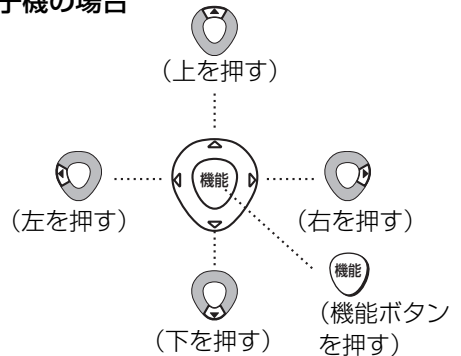 子機の場合
（上を押す）
機能
（左を押す）
（右を押す）
機能
（機能ボタン
を押す）
（下を押す）